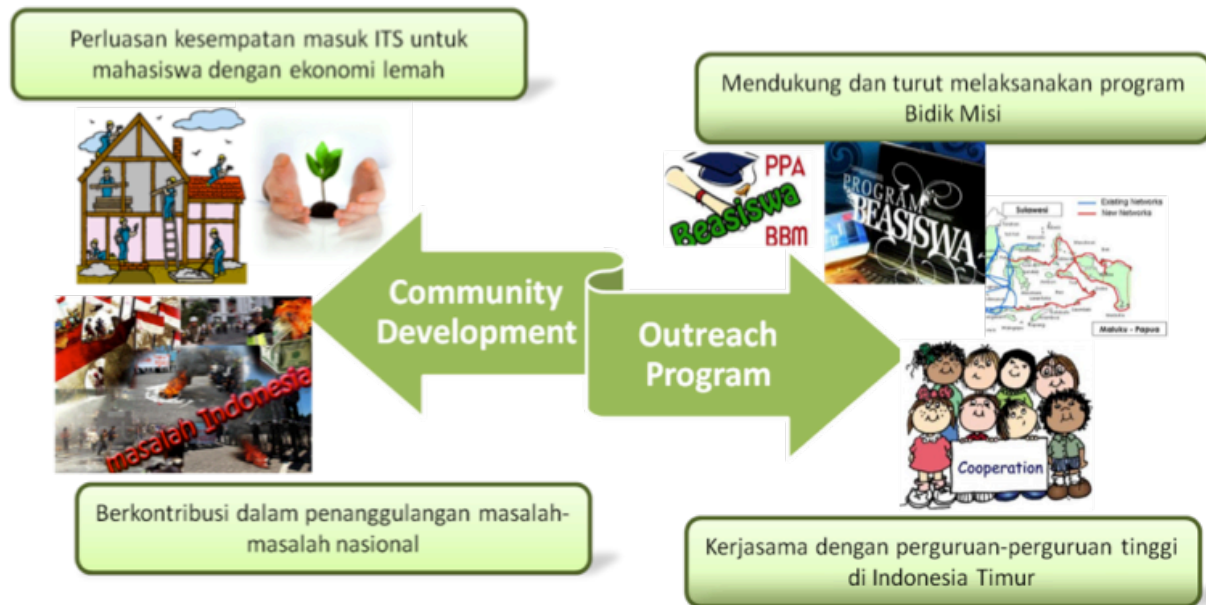 Perluasan kesempatan masuk ITS untuk
mahasiswa dengan ekonomi lemah
Mendukung dan turut melaksanakan program
Bidik Misi
PPA
Beasiswa
BBM
PROGRAM
BEASISWA
Sulawesi
Existing Networks
New Networks
Maluku - Papua
Community
Development
Outreach
Program
masalah Indonesia
Cooperation
Berkontribusi dalam penanggulangan masalah-
masalah nasional
Kerjasama dengan perguruan-perguruan tinggi
di Indonesia Timur